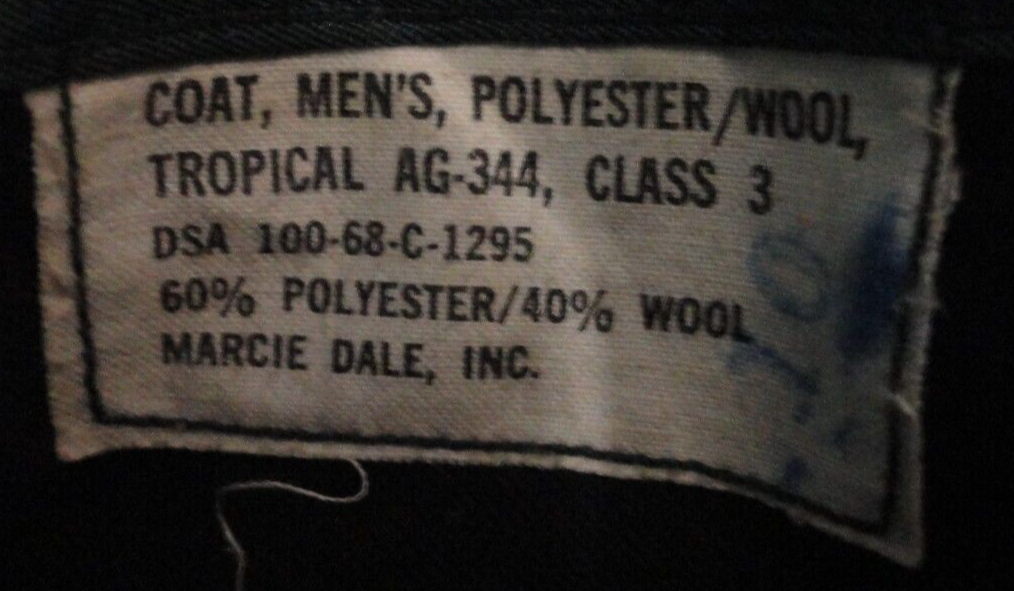 COAT, MEN'S, POLYESTER/WOOL,
TROPICAL AG-344, CLASS 3
DSA 100-68-C-1295
60% POLYESTER/40% WOOL
MARCIE DALE, INC.